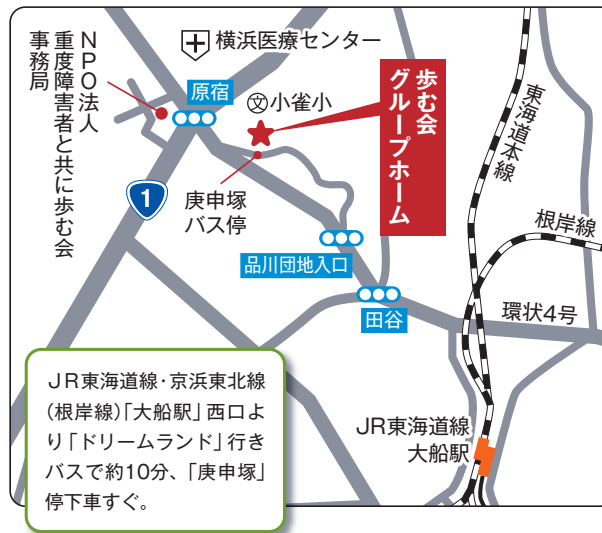 横浜医療センター
NPO法人
重度障害者と共に歩む会
事務局
原宿
文小雀小
歩む会
グループホーム
東海道本線
1
庚申塚
バス停
根岸線
品川団地入口
田谷
環状4号
JR東海道線
大船駅
JR東海道線・京浜東北線
(根岸線)「大船駅」西口よ
り「ドリームランド」行き
バスで約10分、「庚申塚」
停下車すぐ。